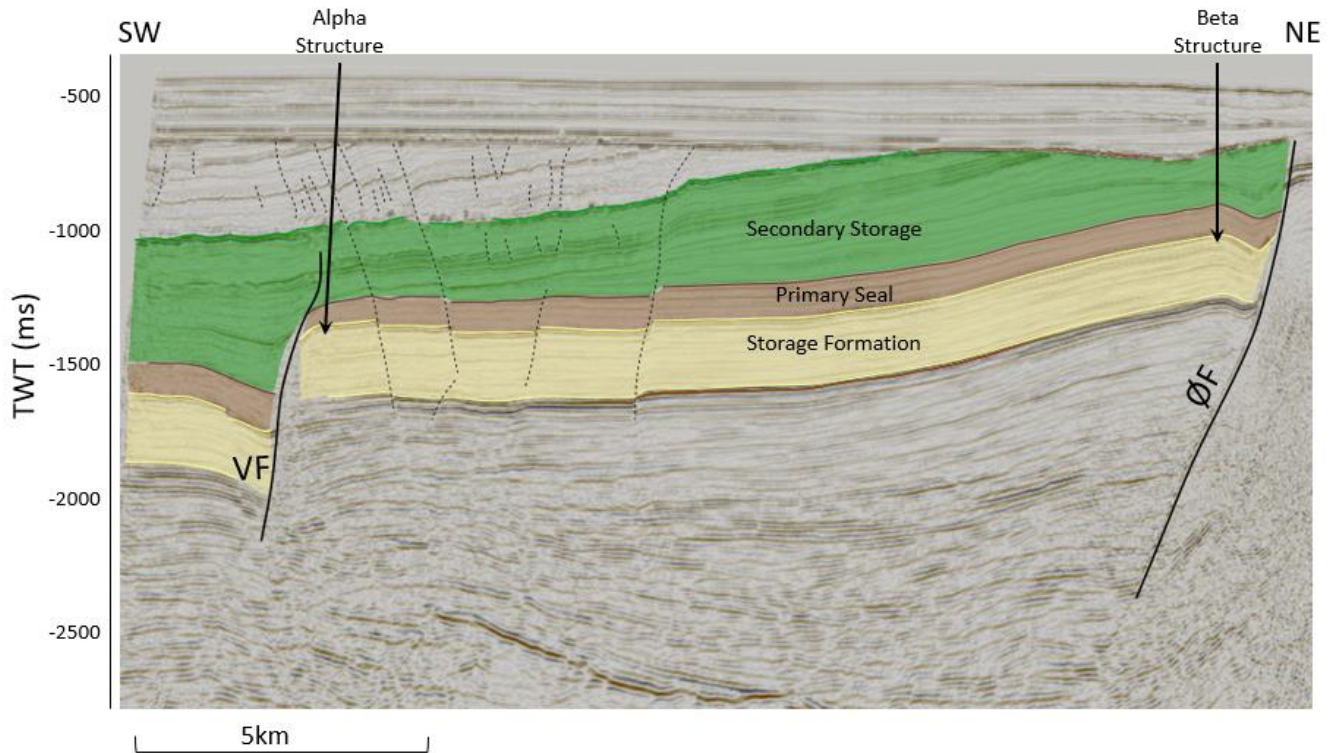 SW
Alpha
Structure
Beta
Structure
NE
-500
-1000
-1500
-2000
-2500
TWT (ms)
Secondary Storage
Primary Seal
Storage Formation
VF
ØF
5km